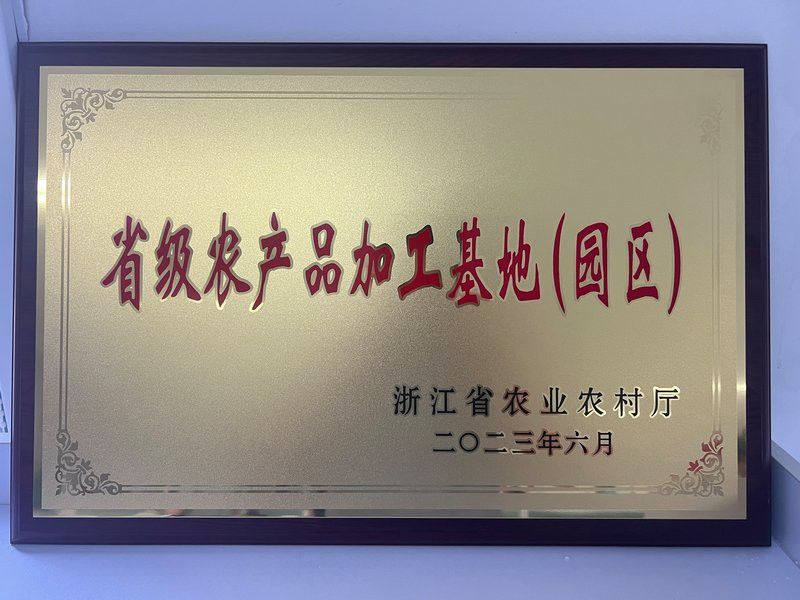 省级农产品加工基地(园区)
浙江省农业农村厅
二〇二三年六月